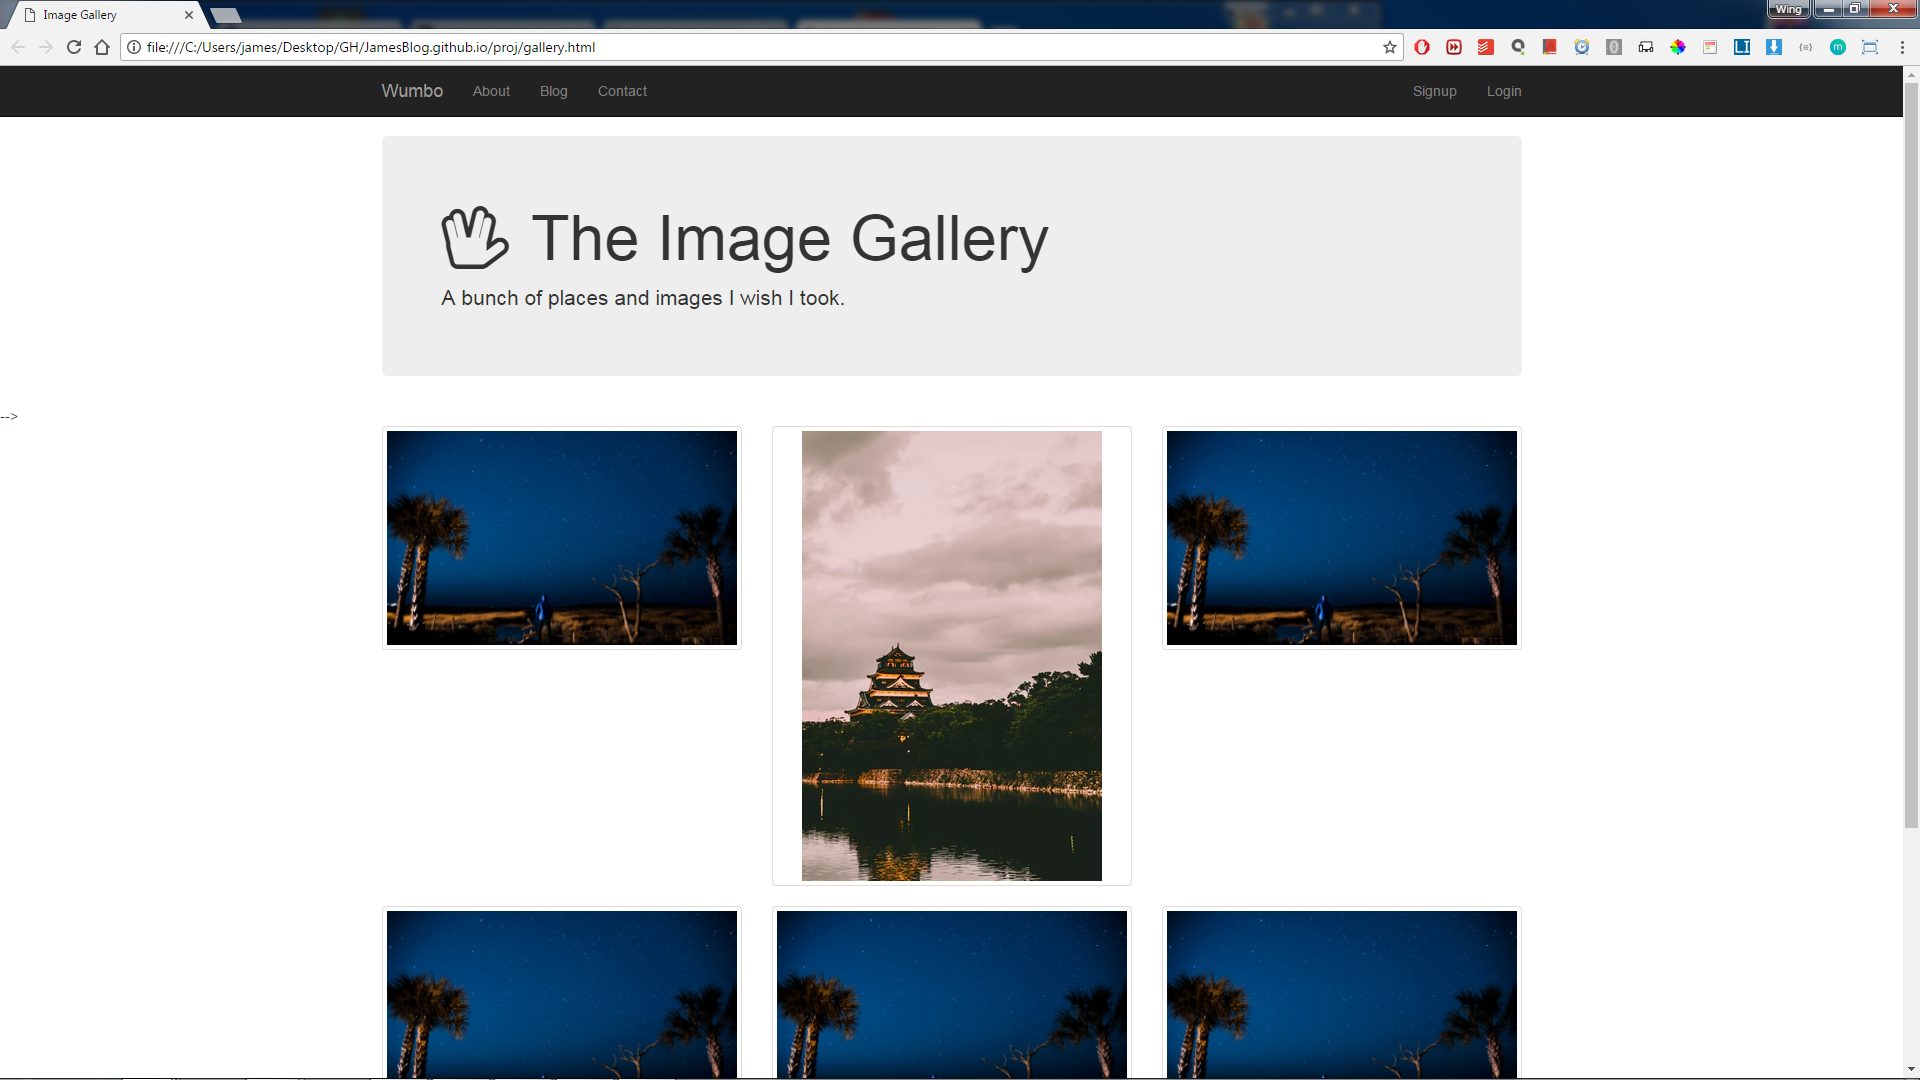 Image Gallery
Wing
file:///C:/Users/james/Desktop/GH/JamesBlog.github.io/proj/gallery.html
Wumbo About Blog Contact Signup Login
The Image Gallery
A bunch of places and images I wish I took.
-->